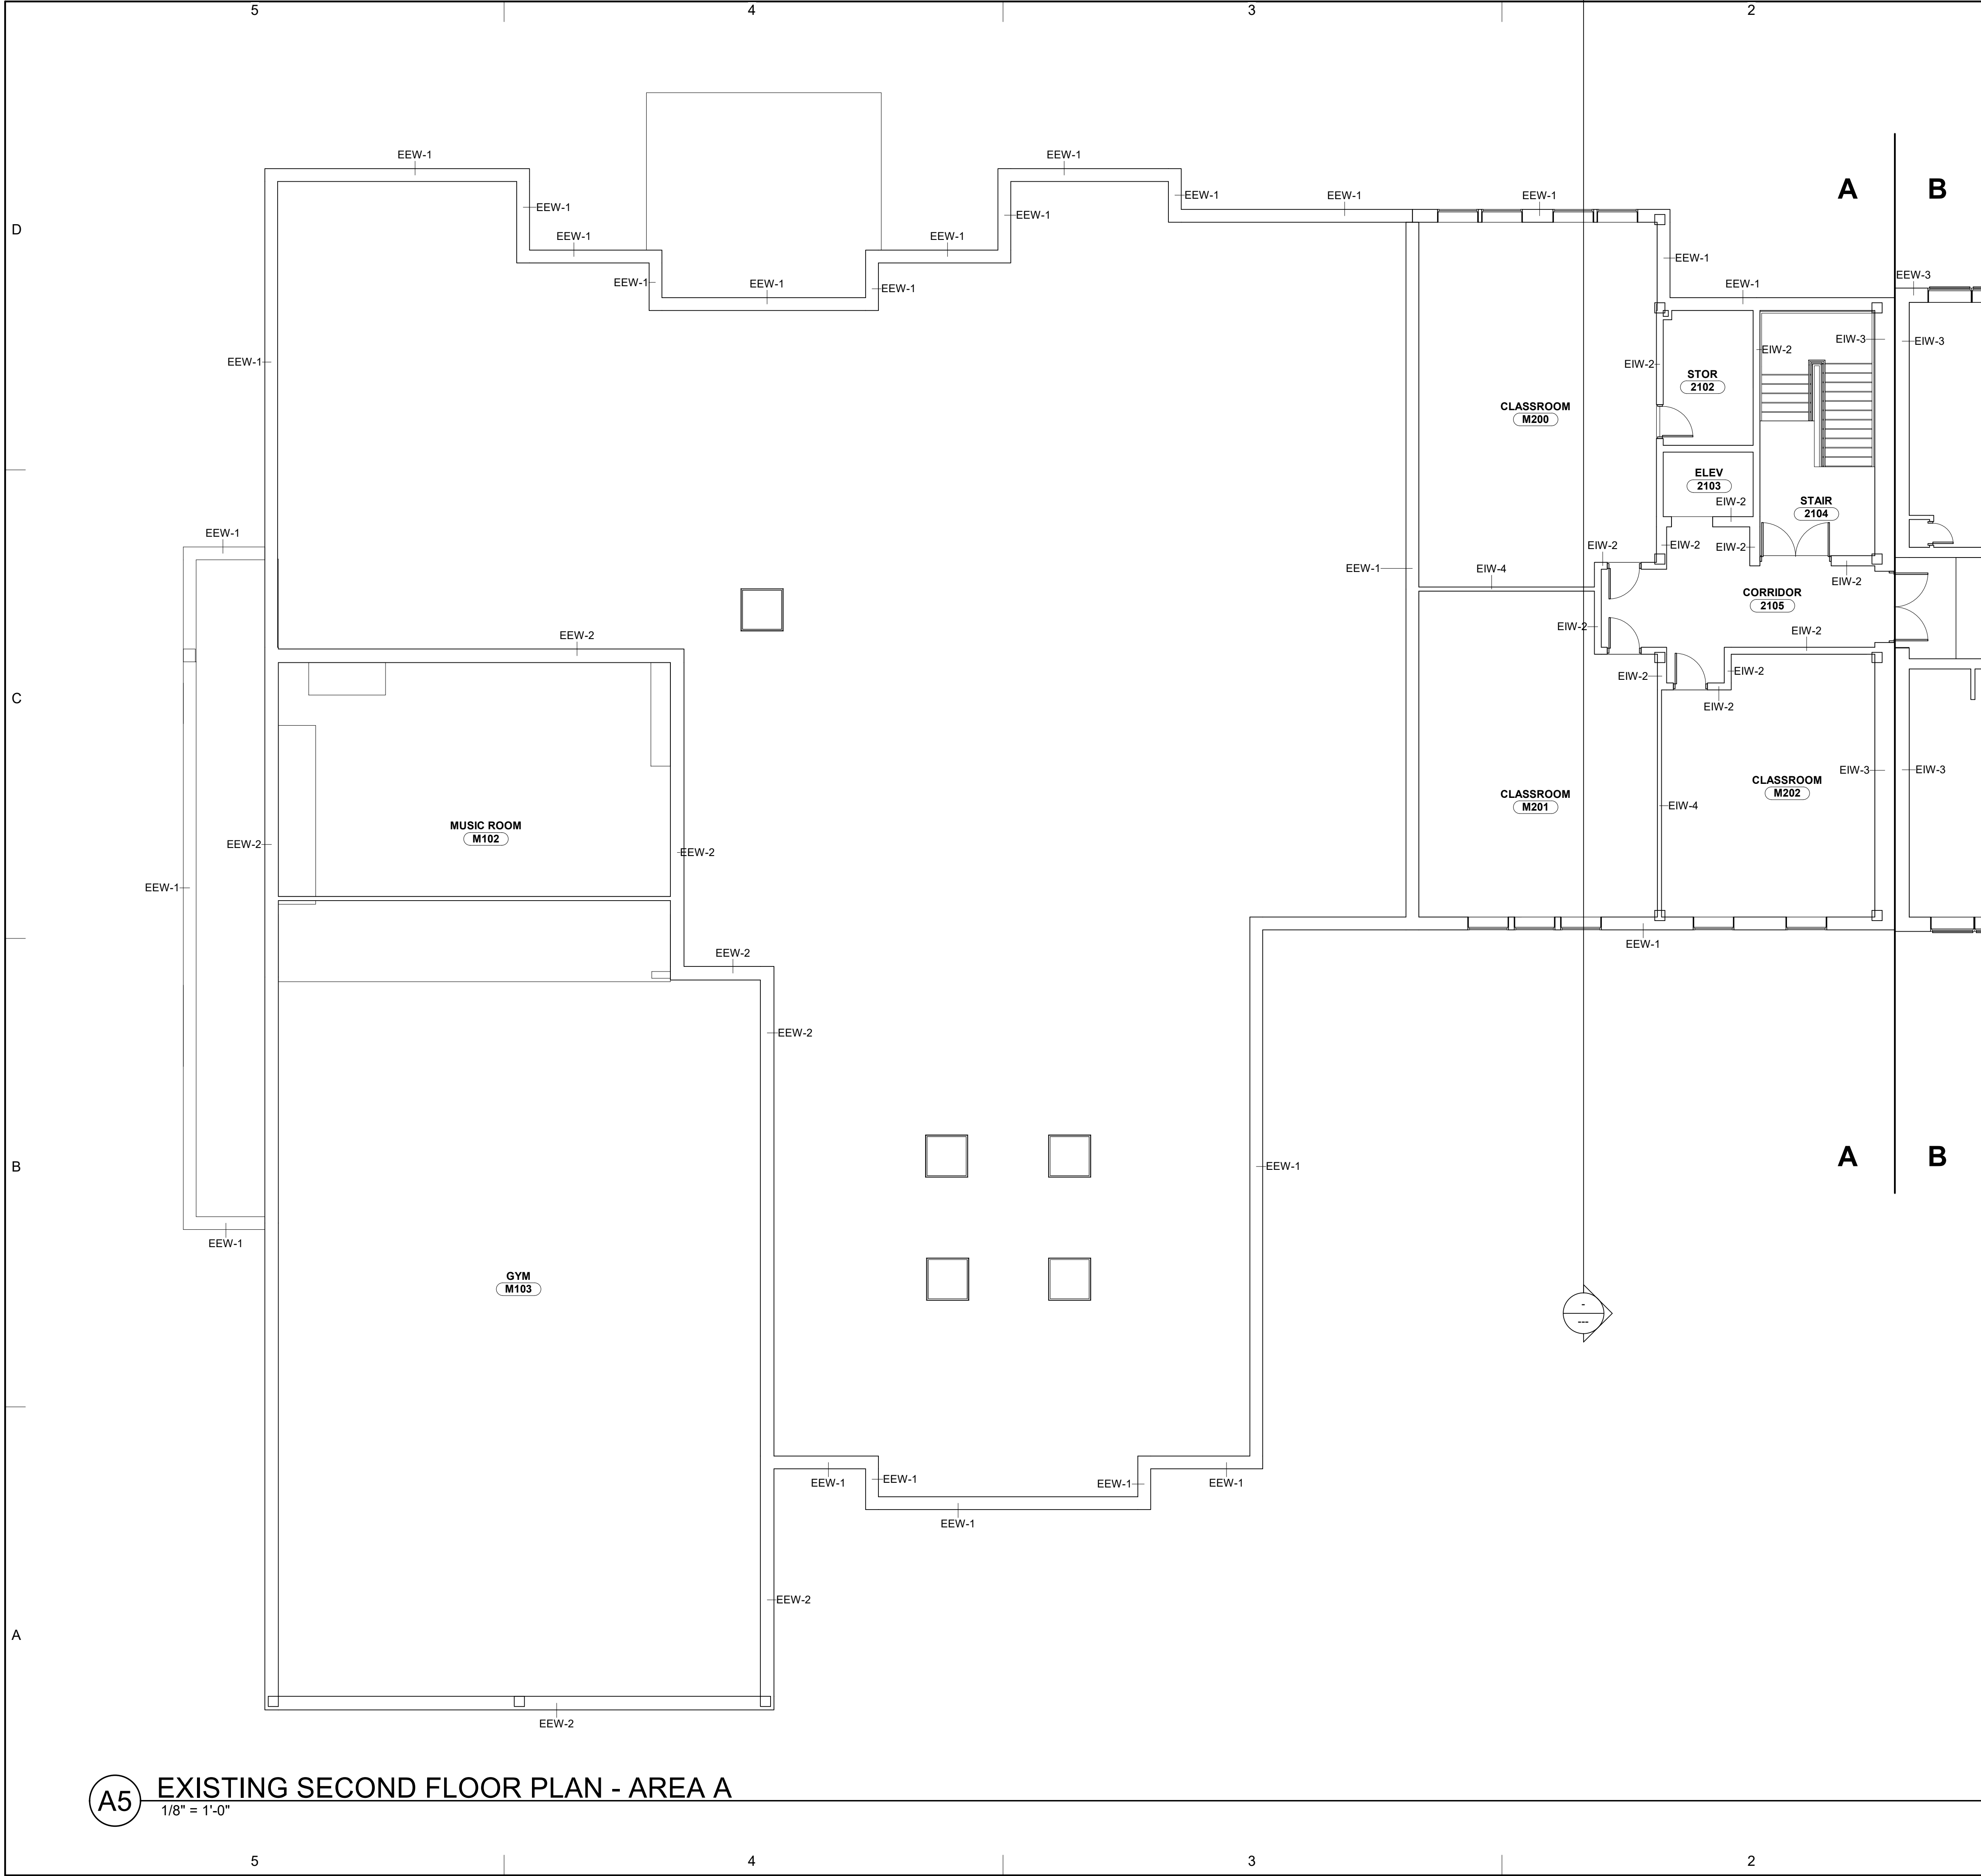 5 4 3 2
EEW-1 EEW-1
A B
EEW-1 EEW-1 EEW-1
EEW-1 EEW-1
D
EEW-1 EEW-1
EEW-1
EEW-3
EEW-1 EEW-1 EEW-1 EEW-1
EIW-3 EIW-3
EIW-2
EEW-1 EIW-2
STOR
2102
CLASSROOM
M200
ELEV
2103
EIW-2
STAIR
2104
EEW-1
EIW-2 EIW-2 EIW-2
EEW-1 EIW-4
EIW-2
CORRIDOR
2105
EIW-2 EIW-2
EEW-2
EIW-2 EIW-2
C
EIW-2
EIW-3 EIW-3
CLASSROOM
M202
CLASSROOM
M201
EIW-4
MUSIC ROOM
M102
EEW-2 EEW-2
EEW-1
EEW-1
EEW-2
EEW-2
A B
B
EEW-1
EEW-1
GYM
M103
-
---
EEW-1 EEW-1 EEW-1 EEW-1
EEW-1
EEW-2
A
EEW-2
A5 EXISTING SECOND FLOOR PLAN - AREA A
1/8" = 1'-0"
5 4 3 2